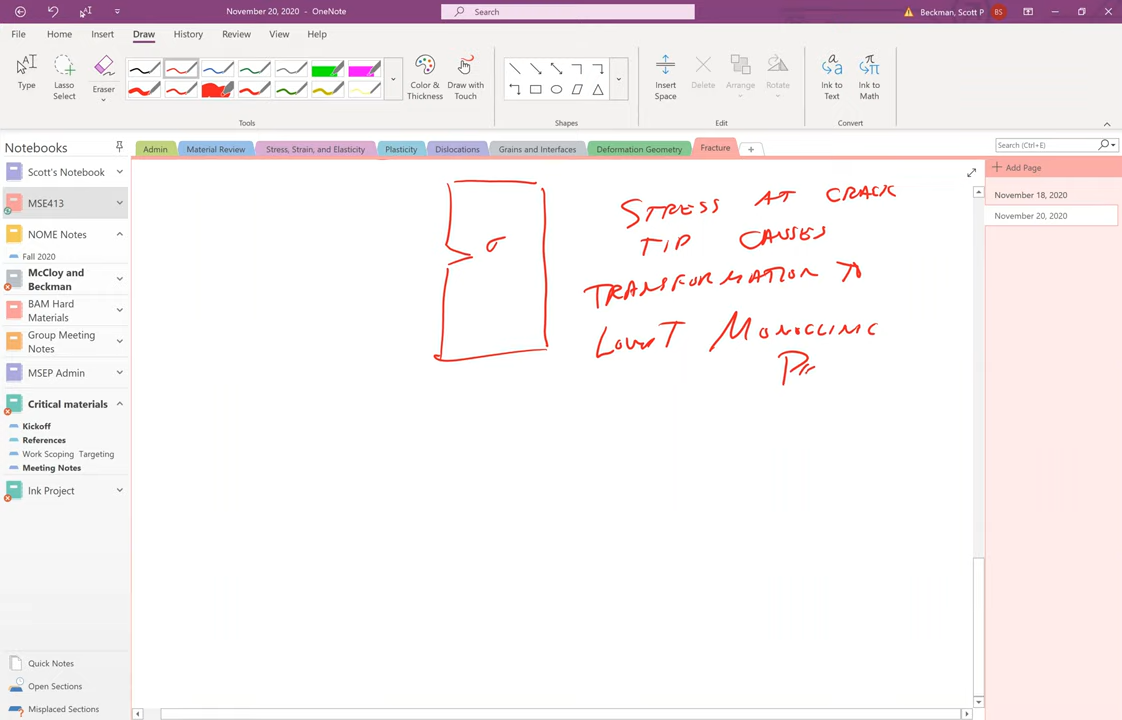 November 20, 2020 - OneNote
Search
Beckman, Scott P
BS
File Home Insert Draw History Review View Help
Type
Lasso Select
Eraser
Color & Thickness
Draw with Touch
Insert Space
Delete
Arrange
Rotate
Ink to Text
Ink to Math
Tools
Shapes
Edit
Convert
Notebooks
Admin
Material Review
Stress, Strain, and Elasticity
Plasticity
Dislocations
Grains and Interfaces
Deformation Geometry
Fracture
Search (Ctrl+E)
Scott's Notebook
MSE413
NOME Notes
Fall 2020
McCloy and Beckman
BAM Hard Materials
Group Meeting Notes
MSEP Admin
Critical materials
Kickoff
References
Work Scoping Targeting
Meeting Notes
Ink Project
Quick Notes
Open Sections
Misplaced Sections
σ
STRESS AT CRACK
TIP CAUSES
TRANSFORMATION TO
Lower T MONOCLINIC
Add Page
November 18, 2020
November 20, 2020